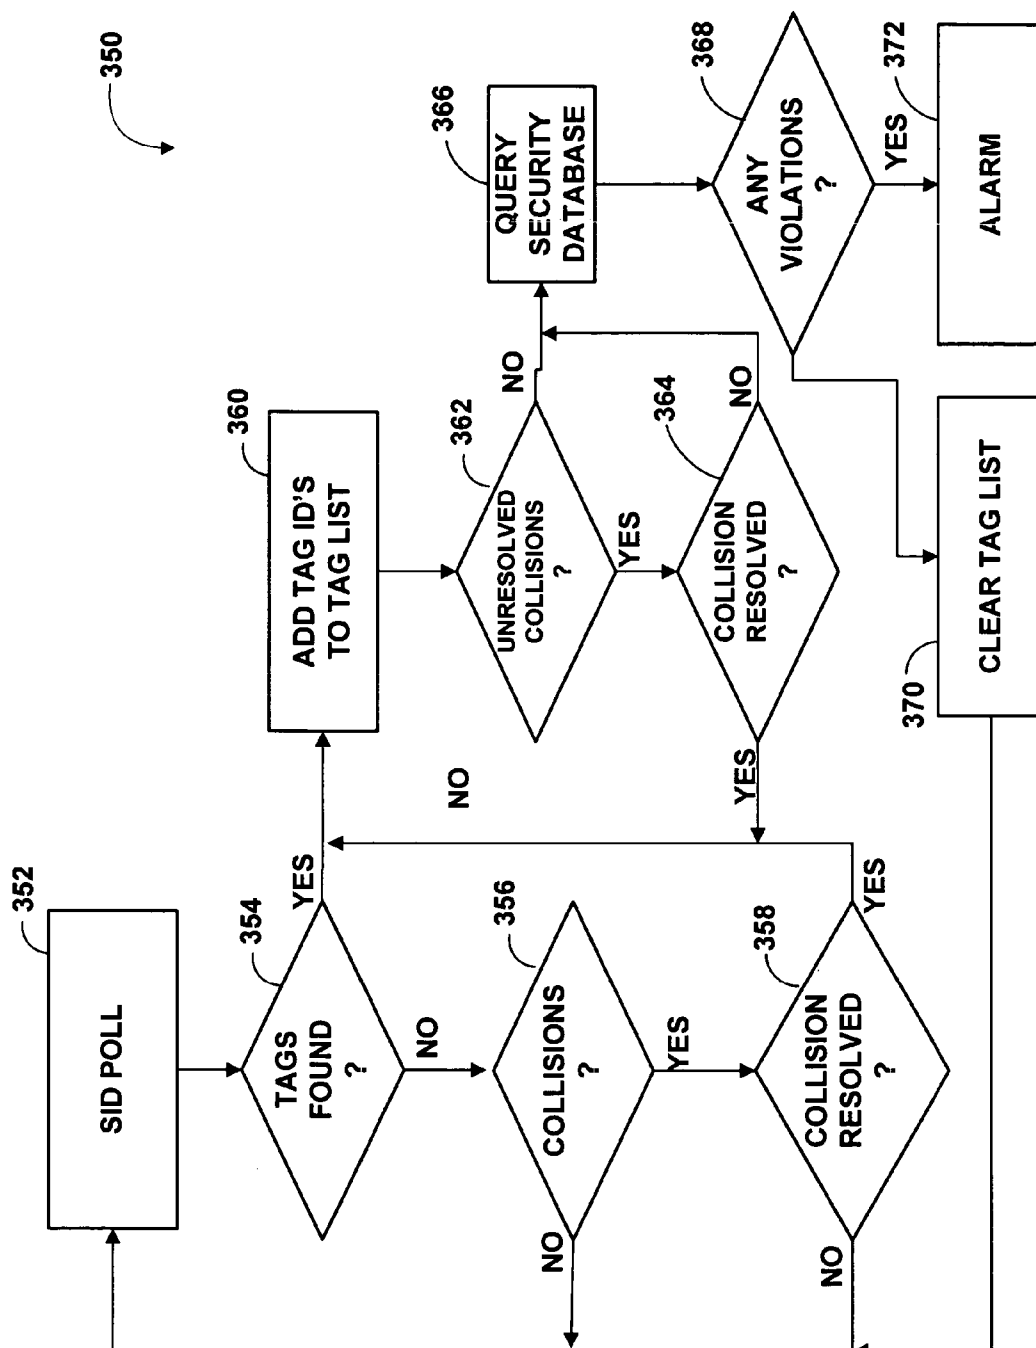 350
352
SID POLL
354
TAGS
FOUND
?
YES
NO
356
COLLISIONS
?
NO
YES
358
COLLISION
RESOLVED
?
NO
YES
360
ADD TAG ID'S
TO TAG LIST
NO
362
UNRESOLVED
COLLISIONS
?
NO
YES
364
COLLISION
RESOLVED
?
YES
NO
366
QUERY
SECURITY
DATABASE
368
ANY
VIOLATIONS
?
YES
370
CLEAR TAG LIST
372
ALARM